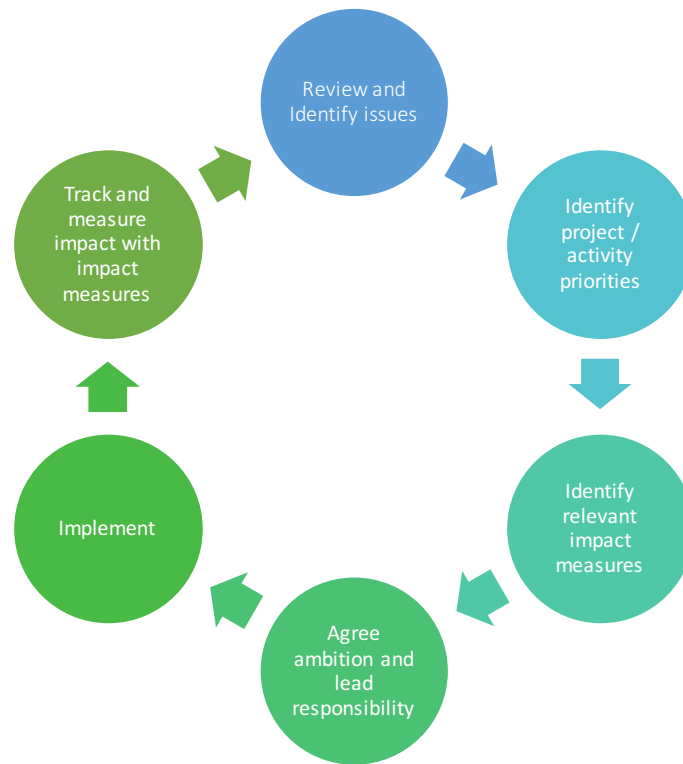 Review and
Identify issues
Identify
project /
activity
priorities
Identify
relevant
impact
measures
Agree
ambition and
lead
responsibility
Implement
Track and
measure
impact with
impact
measures